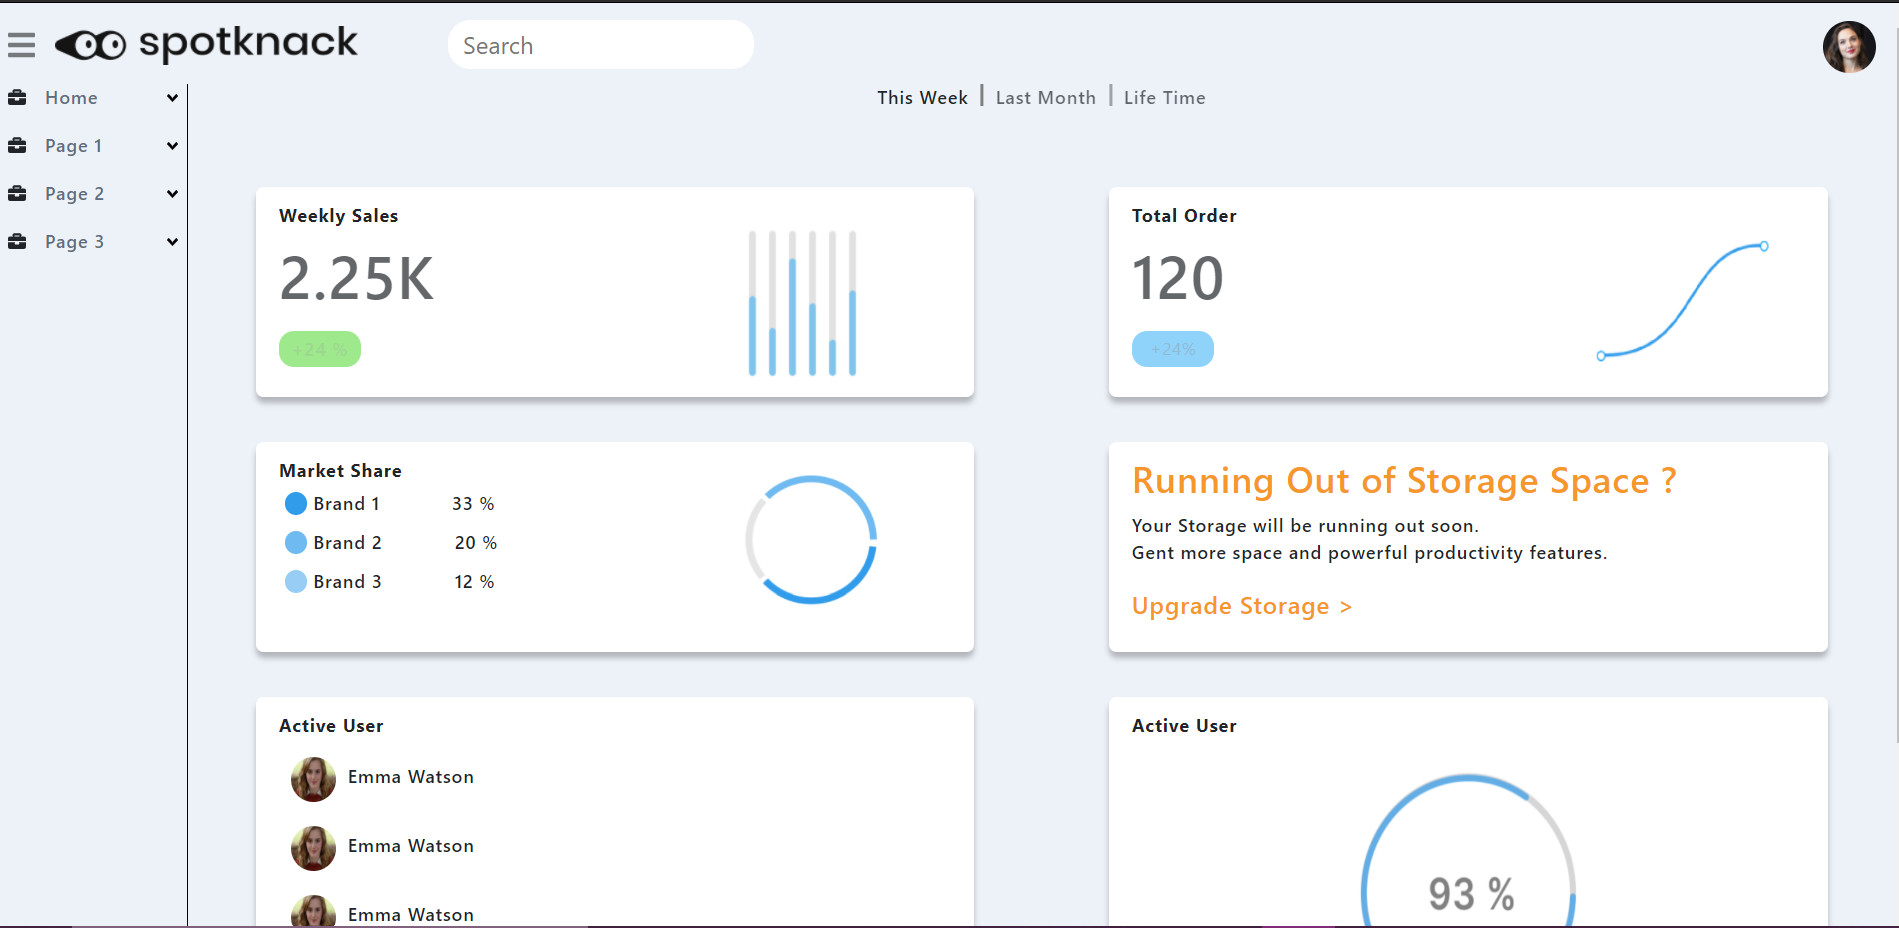 spotknack
Search
Home
Page 1
Page 2
Page 3
This Week | Last Month | Life Time
Weekly Sales
2.25K
+24 %
Total Order
120
+24%
Market Share
Brand 1 33 %
Brand 2 20 %
Brand 3 12 %
Running Out of Storage Space ?
Your Storage will be running out soon.
Gent more space and powerful productivity features.
Upgrade Storage >
Active User
Emma Watson
Emma Watson
Emma Watson
Active User
93 %